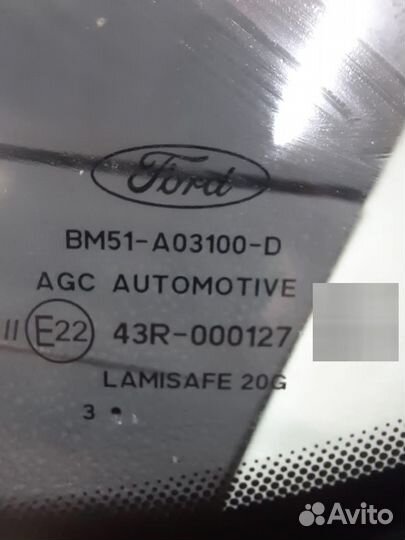 Ford
BM51-A03100-D
AGC AUTOMOTIVE
II E22 43R-000127
LAMISAFE 20G
3 •
Avito